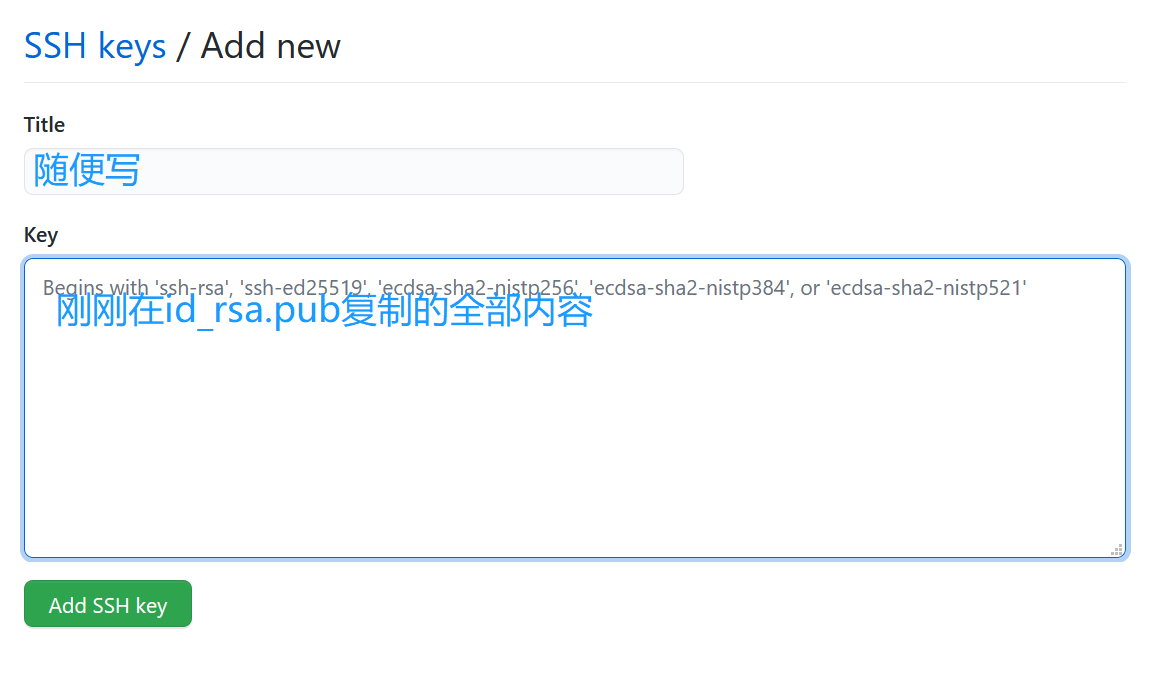 SSH keys / Add new
Title
随便写
Key
Begins with 'ssh-rsa', 'ssh-ed25519', 'ecdsa-sha2-nistp256', 'ecdsa-sha2-nistp384', or 'ecdsa-sha2-nistp521'
刚刚在id_rsa.pub复制的全部内容
Add SSH key